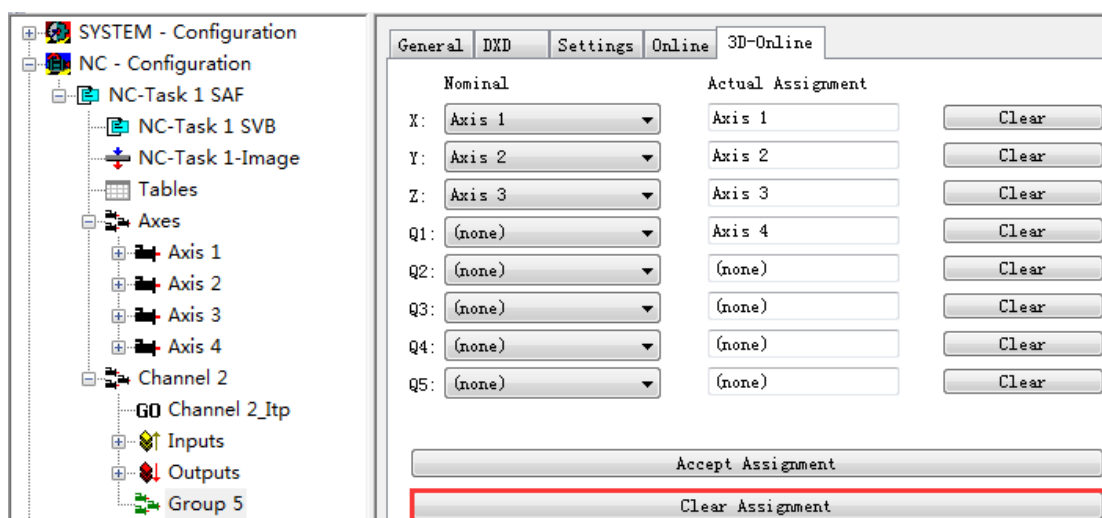 SYSTEM - Configuration
NC - Configuration
NC-Task 1 SAF
NC-Task 1 SVB
NC-Task 1-Image
Tables
Axes
Axis 1
Axis 2
Axis 3
Axis 4
Channel 2
GO Channel 2_Itp
Inputs
Outputs
Group 5
General DXD Settings Online 3D-Online
Nominal Actual Assignment
X: Axis 1 Axis 1 Clear
Y: Axis 2 Axis 2 Clear
Z: Axis 3 Axis 3 Clear
Q1: (none) Axis 4 Clear
Q2: (none) (none) Clear
Q3: (none) (none) Clear
Q4: (none) (none) Clear
Q5: (none) (none) Clear
Accept Assignment
Clear Assignment